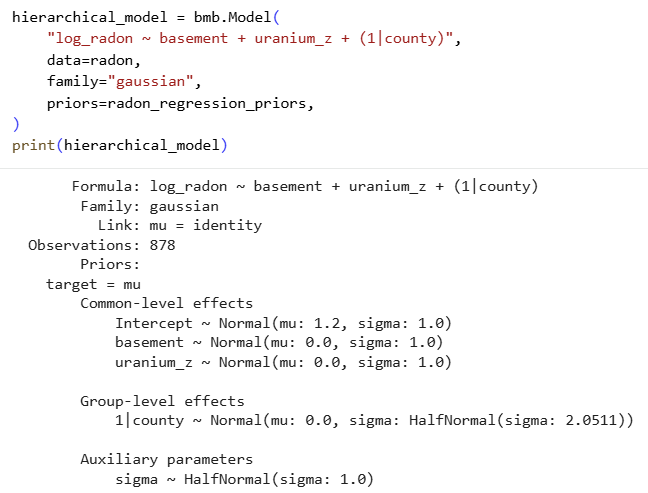 hierarchical_model = bmb.Model(
    "log_radon ~ basement + uranium_z + (1|county)",
    data=radon,
    family="gaussian",
    priors=radon_regression_priors,
)
print(hierarchical_model)
Formula: log_radon ~ basement + uranium_z + (1|county)
Family: gaussian
Link: mu = identity
Observations: 878
Priors:
target = mu
Common-level effects
Intercept ~ Normal(mu: 1.2, sigma: 1.0)
basement ~ Normal(mu: 0.0, sigma: 1.0)
uranium_z ~ Normal(mu: 0.0, sigma: 1.0)
Group-level effects
1|county ~ Normal(mu: 0.0, sigma: HalfNormal(sigma: 2.0511))
Auxiliary parameters
sigma ~ HalfNormal(sigma: 1.0)